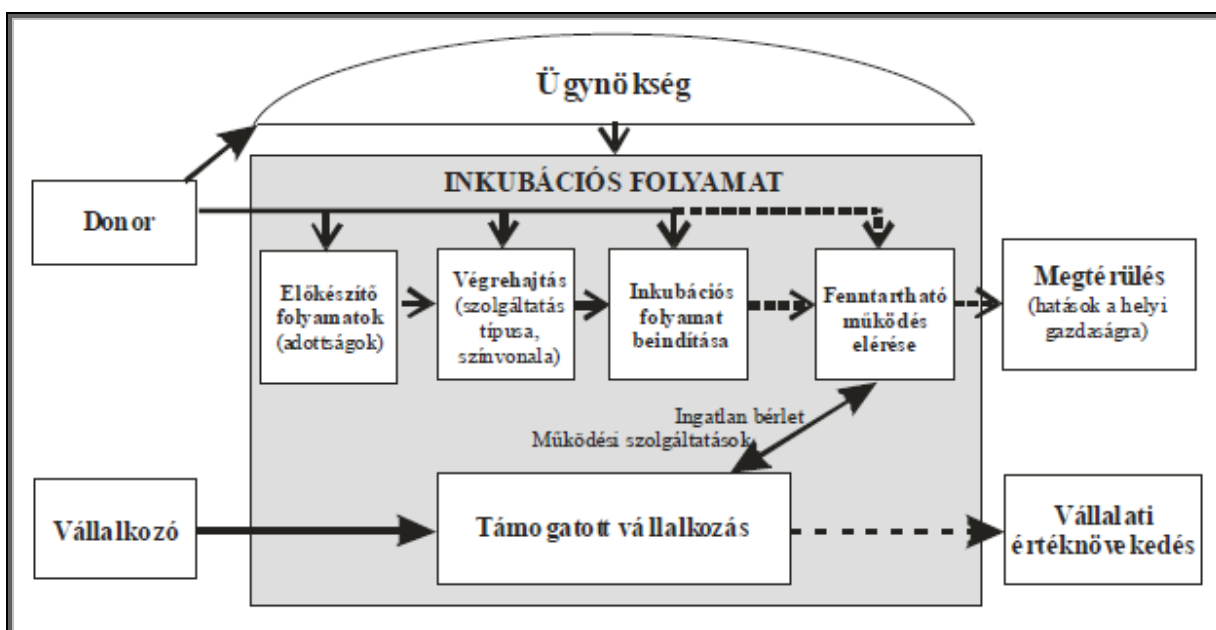 Ügynökség
INKUBÁCIÓS FOLYAMAT
Donor
Előkészítő
folyamatok
(adottságok)
Végrehajtás
(szolgáltatás
típusa,
színvonala)
Inkubációs
folyamat
beindítása
Fenntartható
működés
elérése
Megtérülés
(hatások a helyi
gazdaságra)
Ingatlan bérlet
Működési szolgáltatások
Vállalkozó
Támogatott vállalkozás
Vállalati
értéknövekedés